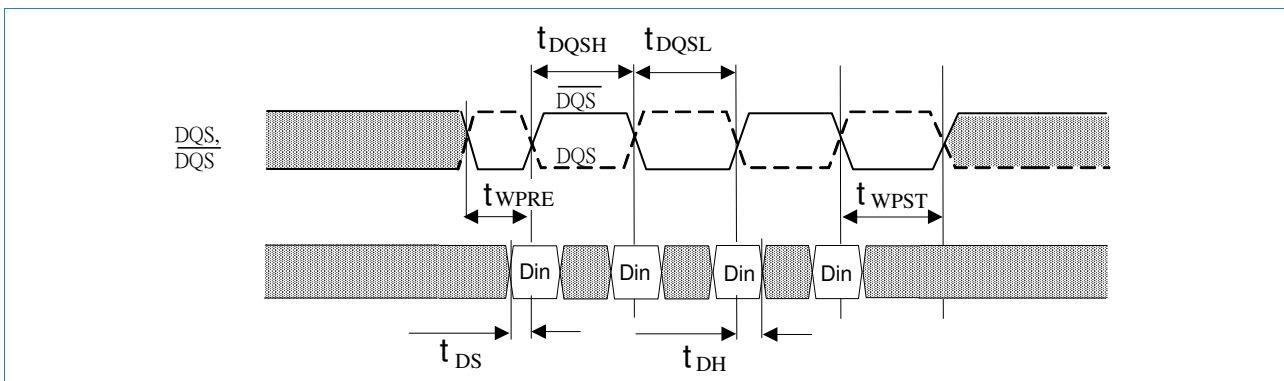 tDQSH tDQSL
DQS
DQS,
DQS
DQS
tWPRE tWPST
Din Din Din Din
tDS tDH